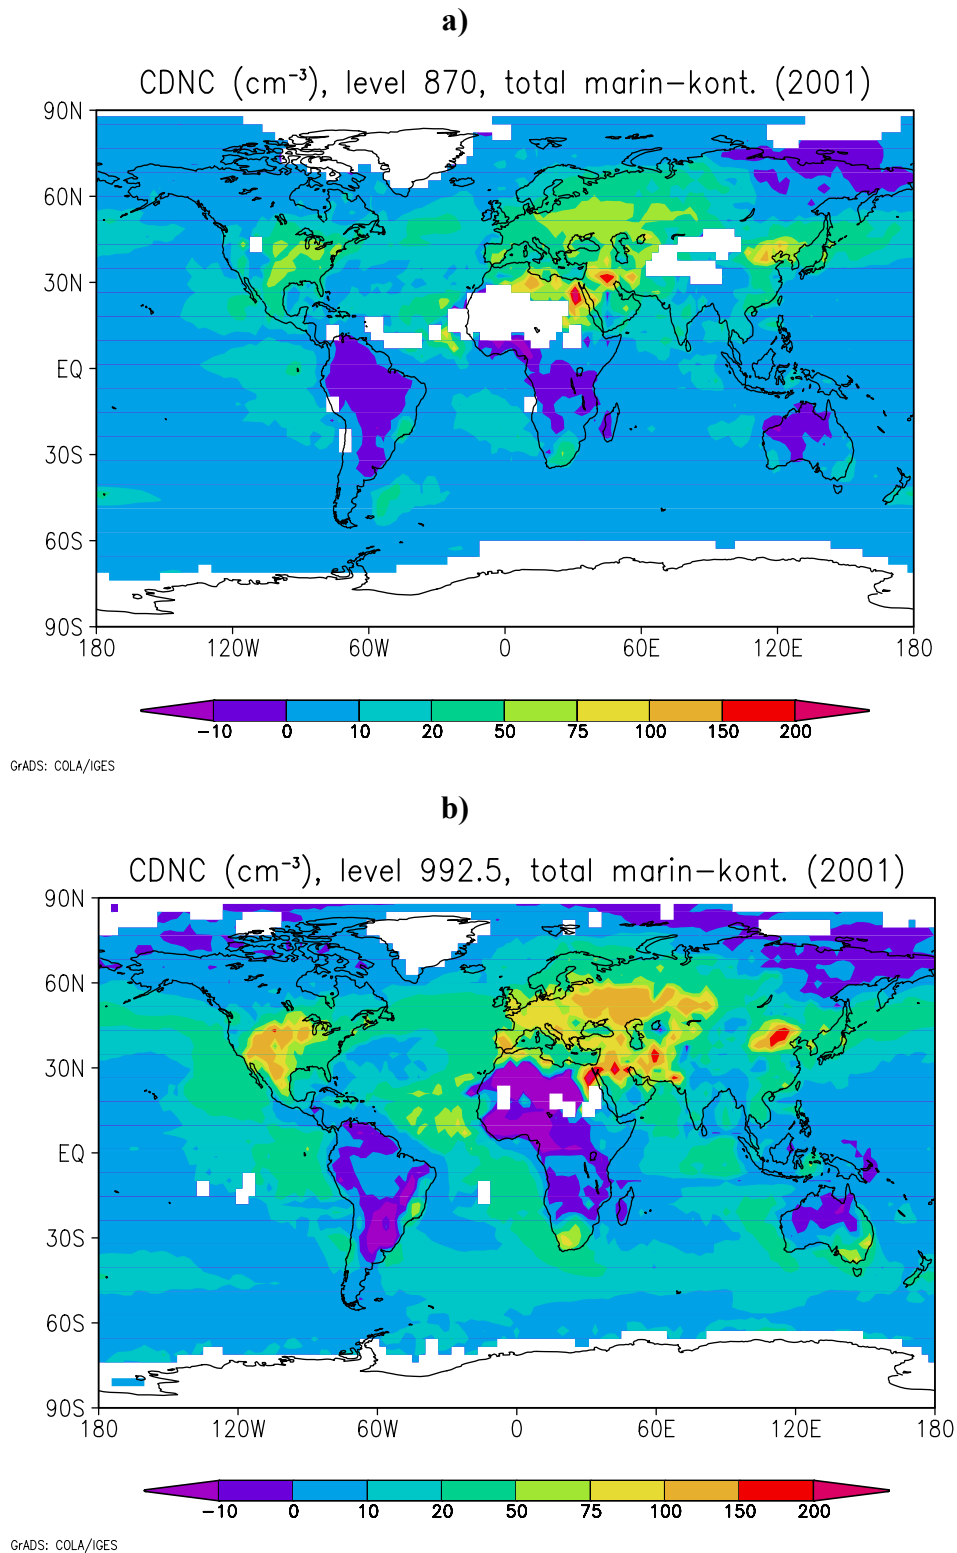 a)
CDNC (cm⁻³), level 870, total marin−kont. (2001)
90N
60N
30N
EQ
30S
60S
90S
180 120W 60W 0 60E 120E 180
−10 0 10 20 50 75 100 150 200
GrADS: COLA/IGES
b)
CDNC (cm⁻³), level 992.5, total marin−kont. (2001)
90N
60N
30N
EQ
30S
60S
90S
180 120W 60W 0 60E 120E 180
−10 0 10 20 50 75 100 150 200
GrADS: COLA/IGES